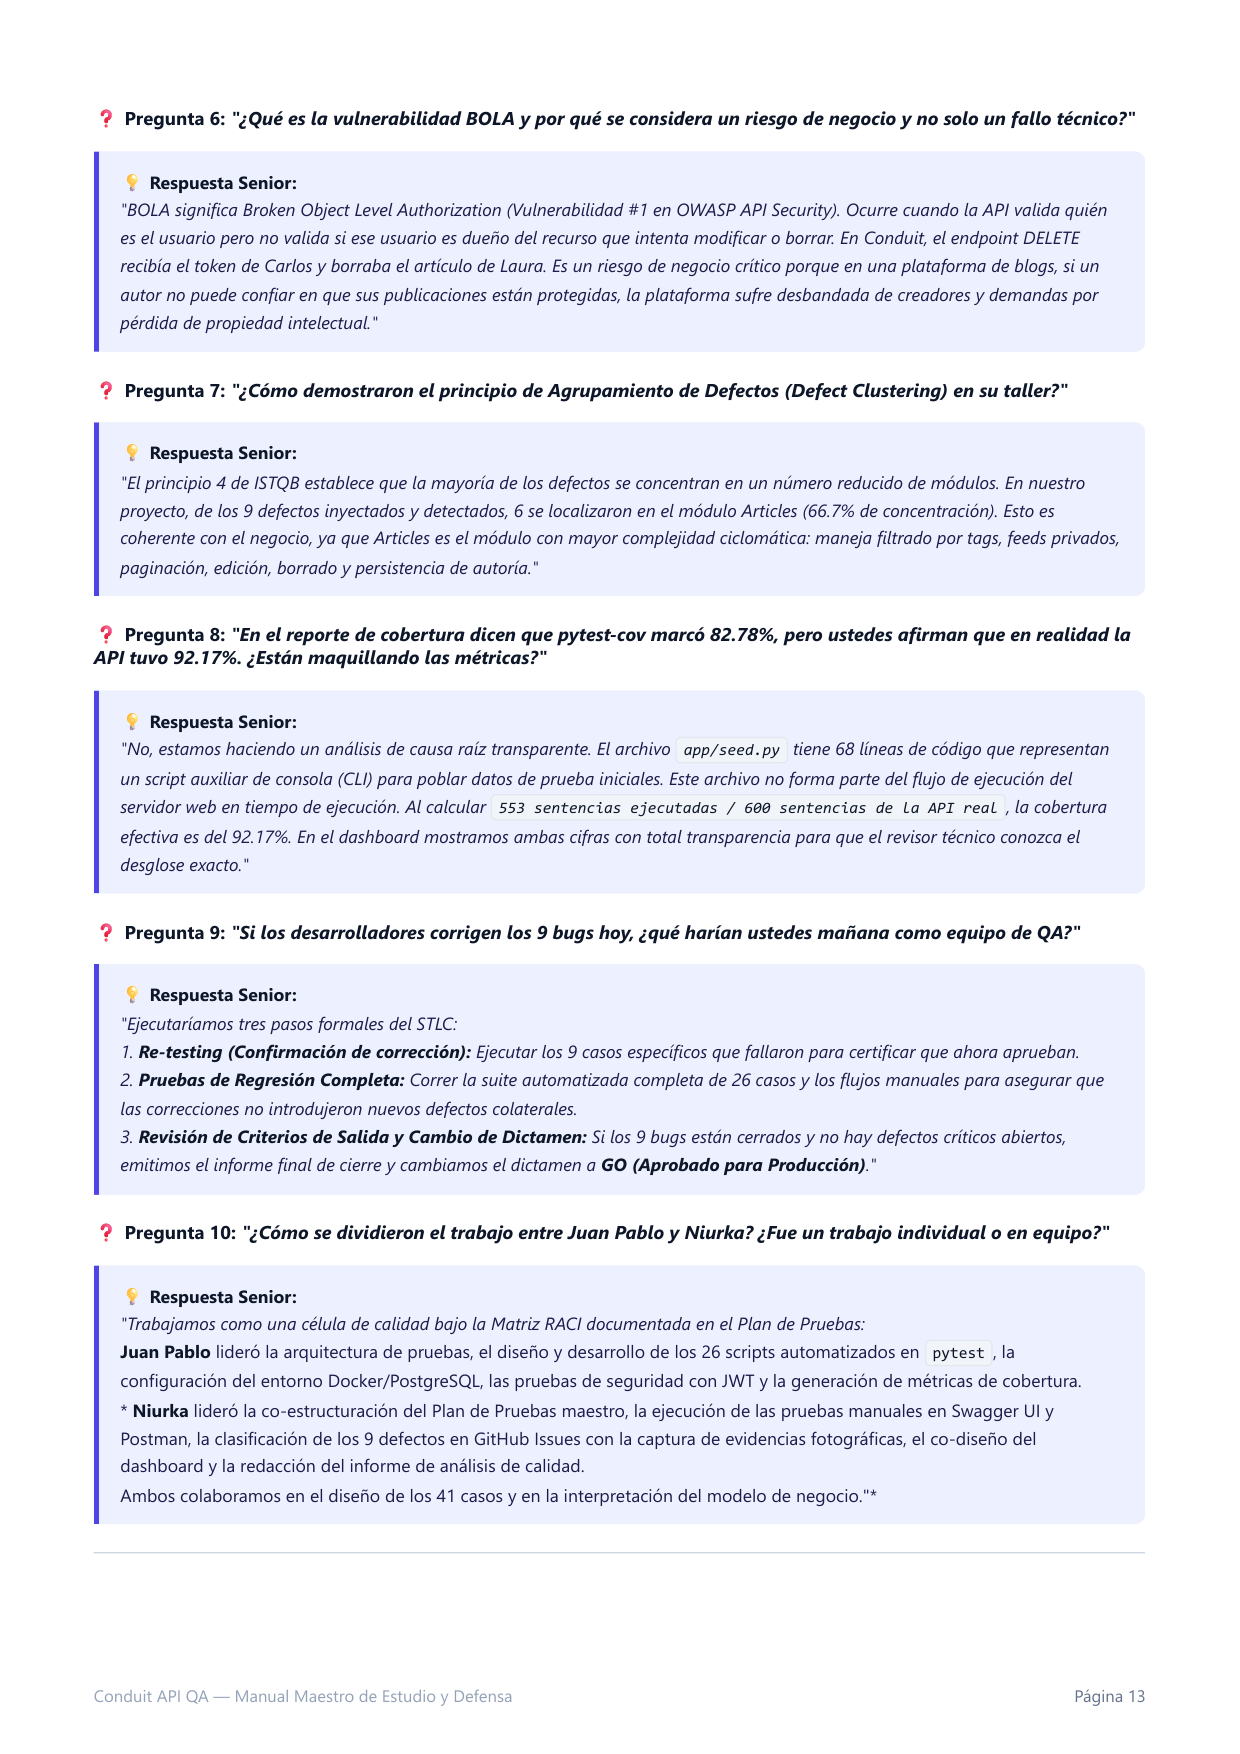 ❓ Pregunta 6: "¿Qué es la vulnerabilidad BOLA y por qué se considera un riesgo de negocio y no solo un fallo técnico?"
💡 Respuesta Senior:
"BOLA significa Broken Object Level Authorization (Vulnerabilidad #1 en OWASP API Security). Ocurre cuando la API valida quién
es el usuario pero no valida si ese usuario es dueño del recurso que intenta modificar o borrar. En Conduit, el endpoint DELETE
recibía el token de Carlos y borraba el artículo de Laura. Es un riesgo de negocio crítico porque en una plataforma de blogs, si un
autor no puede confiar en que sus publicaciones están protegidas, la plataforma sufre desbandada de creadores y demandas por
pérdida de propiedad intelectual."
❓ Pregunta 7: "¿Cómo demostraron el principio de Agrupamiento de Defectos (Defect Clustering) en su taller?"
💡 Respuesta Senior:
"El principio 4 de ISTQB establece que la mayoría de los defectos se concentran en un número reducido de módulos. En nuestro
proyecto, de los 9 defectos inyectados y detectados, 6 se localizaron en el módulo Articles (66.7% de concentración). Esto es
coherente con el negocio, ya que Articles es el módulo con mayor complejidad ciclomática: maneja filtrado por tags, feeds privados,
paginación, edición, borrado y persistencia de autoría."
❓ Pregunta 8: "En el reporte de cobertura dicen que pytest-cov marcó 82.78%, pero ustedes afirman que en realidad la
API tuvo 92.17%. ¿Están maquillando las métricas?"
💡 Respuesta Senior:
"No, estamos haciendo un análisis de causa raíz transparente. El archivo app/seed.py tiene 68 líneas de código que representan
un script auxiliar de consola (CLI) para poblar datos de prueba iniciales. Este archivo no forma parte del flujo de ejecución del
servidor web en tiempo de ejecución. Al calcular 553 sentencias ejecutadas / 600 sentencias de la API real, la cobertura
efectiva es del 92.17%. En el dashboard mostramos ambas cifras con total transparencia para que el revisor técnico conozca el
desglose exacto."
❓ Pregunta 9: "Si los desarrolladores corrigen los 9 bugs hoy, ¿qué harían ustedes mañana como equipo de QA?"
💡 Respuesta Senior:
"Ejecutaríamos tres pasos formales del STLC:
1. Re-testing (Confirmación de corrección): Ejecutar los 9 casos específicos que fallaron para certificar que ahora aprueban.
2. Pruebas de Regresión Completa: Correr la suite automatizada completa de 26 casos y los flujos manuales para asegurar que
las correcciones no introdujeron nuevos defectos colaterales.
3. Revisión de Criterios de Salida y Cambio de Dictamen: Si los 9 bugs están cerrados y no hay defectos críticos abiertos,
emitimos el informe final de cierre y cambiamos el dictamen a GO (Aprobado para Producción)."
❓ Pregunta 10: "¿Cómo se dividieron el trabajo entre Juan Pablo y Niurka? ¿Fue un trabajo individual o en equipo?"
💡 Respuesta Senior:
"Trabajamos como una célula de calidad bajo la Matriz RACI documentada en el Plan de Pruebas:
Juan Pablo lideró la arquitectura de pruebas, el diseño y desarrollo de los 26 scripts automatizados en pytest, la
configuración del entorno Docker/PostgreSQL, las pruebas de seguridad con JWT y la generación de métricas de cobertura.
* Niurka lideró la co-estructuración del Plan de Pruebas maestro, la ejecución de las pruebas manuales en Swagger UI y
Postman, la clasificación de los 9 defectos en GitHub Issues con la captura de evidencias fotográficas, el co-diseño del
dashboard y la redacción del informe de análisis de calidad.
Ambos colaboramos en el diseño de los 41 casos y en la interpretación del modelo de negocio."*
Conduit API QA — Manual Maestro de Estudio y Defensa
Página 13